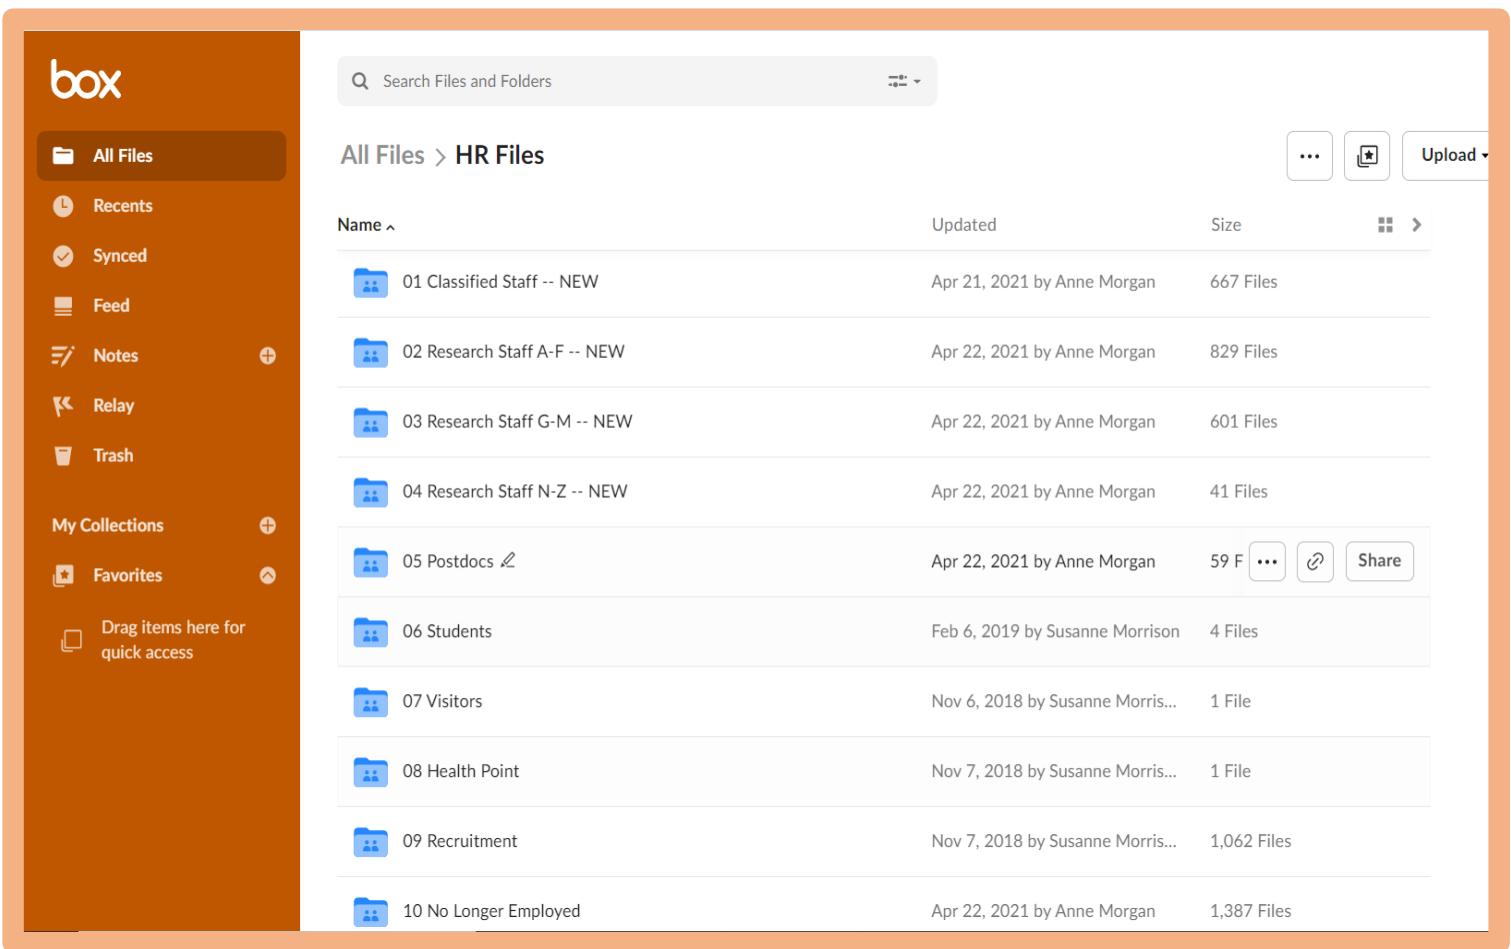 box
All Files
Recents
Synced
Feed
Notes
Relay
Trash
My Collections
Favorites
Drag items here for
quick access
Search Files and Folders
All Files > HR Files
Upload
Name Updated Size
01 Classified Staff -- NEW Apr 21, 2021 by Anne Morgan 667 Files
02 Research Staff A-F -- NEW Apr 22, 2021 by Anne Morgan 829 Files
03 Research Staff G-M -- NEW Apr 22, 2021 by Anne Morgan 601 Files
04 Research Staff N-Z -- NEW Apr 22, 2021 by Anne Morgan 41 Files
05 Postdocs Apr 22, 2021 by Anne Morgan 59 F ... Share
06 Students Feb 6, 2019 by Susanne Morrison 4 Files
07 Visitors Nov 6, 2018 by Susanne Morris... 1 File
08 Health Point Nov 7, 2018 by Susanne Morris... 1 File
09 Recruitment Nov 7, 2018 by Susanne Morris... 1,062 Files
10 No Longer Employed Apr 22, 2021 by Anne Morgan 1,387 Files